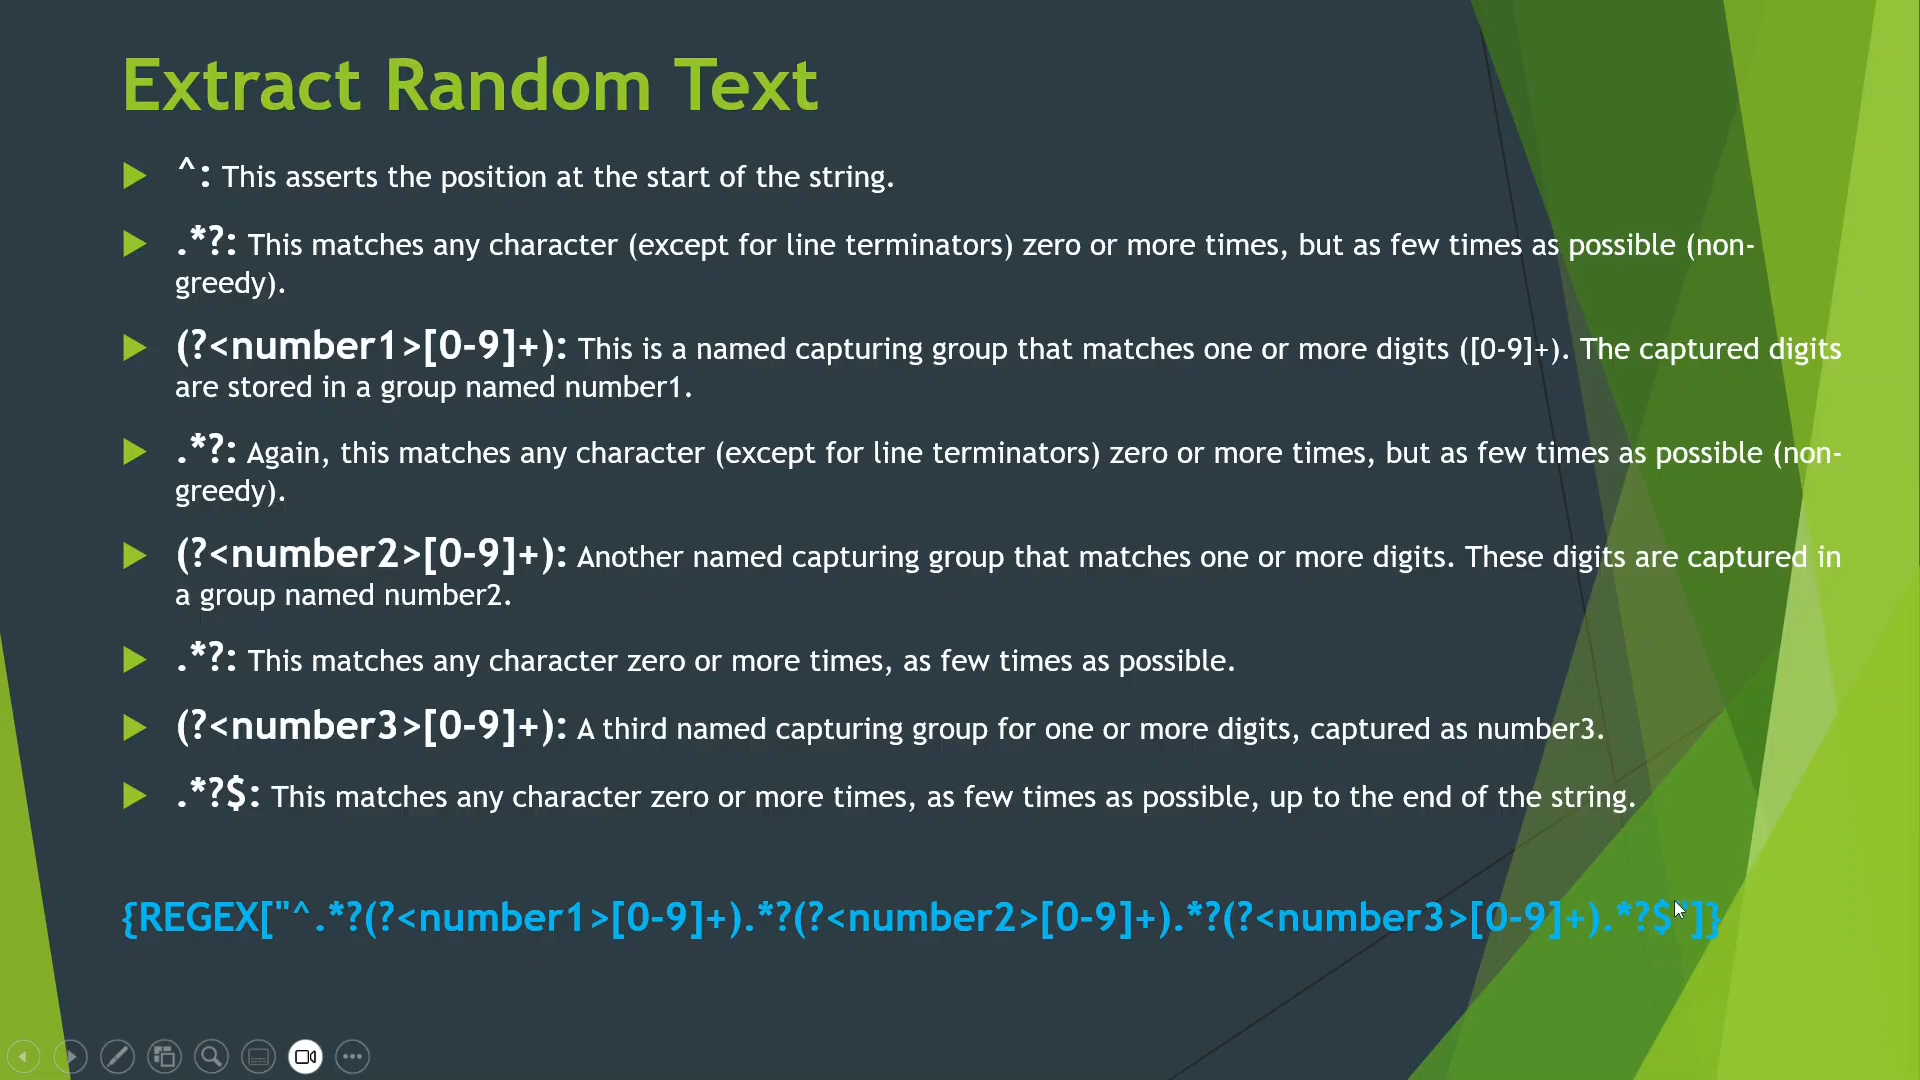 Extract Random Text
^: This asserts the position at the start of the string.
.*?: This matches any character (except for line terminators) zero or more times, but as few times as possible (non-
greedy).
(?<number1>[0-9]+): This is a named capturing group that matches one or more digits ([0-9]+). The captured digits
are stored in a group named number1.
.*?: Again, this matches any character (except for line terminators) zero or more times, but as few times as possible (non-
greedy).
(?<number2>[0-9]+): Another named capturing group that matches one or more digits. These digits are captured in
a group named number2.
.*?: This matches any character zero or more times, as few times as possible.
(?<number3>[0-9]+): A third named capturing group for one or more digits, captured as number3.
.*?$: This matches any character zero or more times, as few times as possible, up to the end of the string.
{REGEX["^.*?(?<number1>[0-9]+).*?(?<number2>[0-9]+).*?(?<number3>[0-9]+).*?$"]}